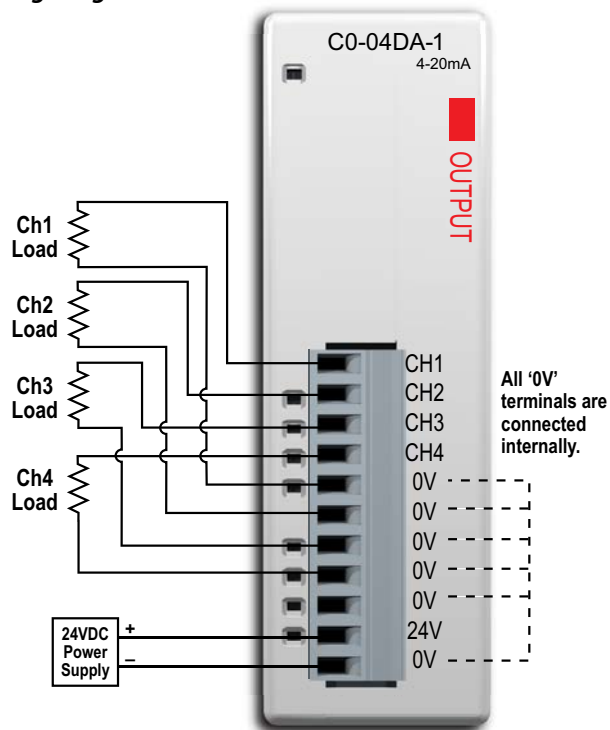 C0-04DA-1
4-20mA
OUTPUT
Ch1
Load
Ch2
Load
Ch3
Load
Ch4
Load
CH1
CH2
CH3
CH4
0V
0V
0V
0V
0V
24V
0V
All ‘0V’
terminals are
connected
internally.
24VDC
Power
Supply
+
–